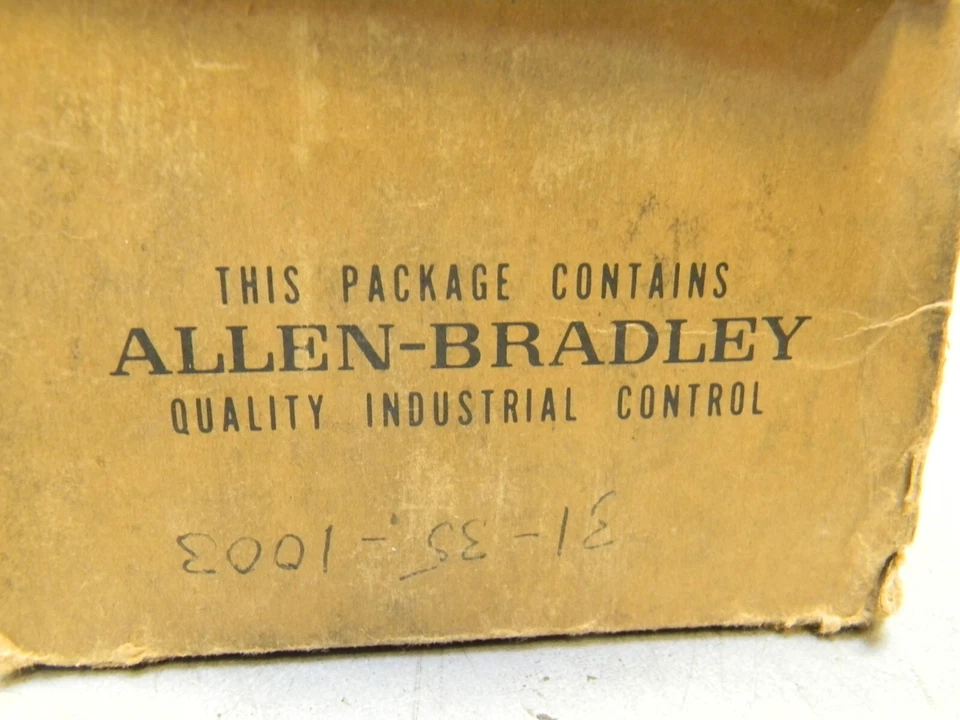 THIS PACKAGE CONTAINS
ALLEN-BRADLEY
QUALITY INDUSTRIAL CONTROL
31-35-1003